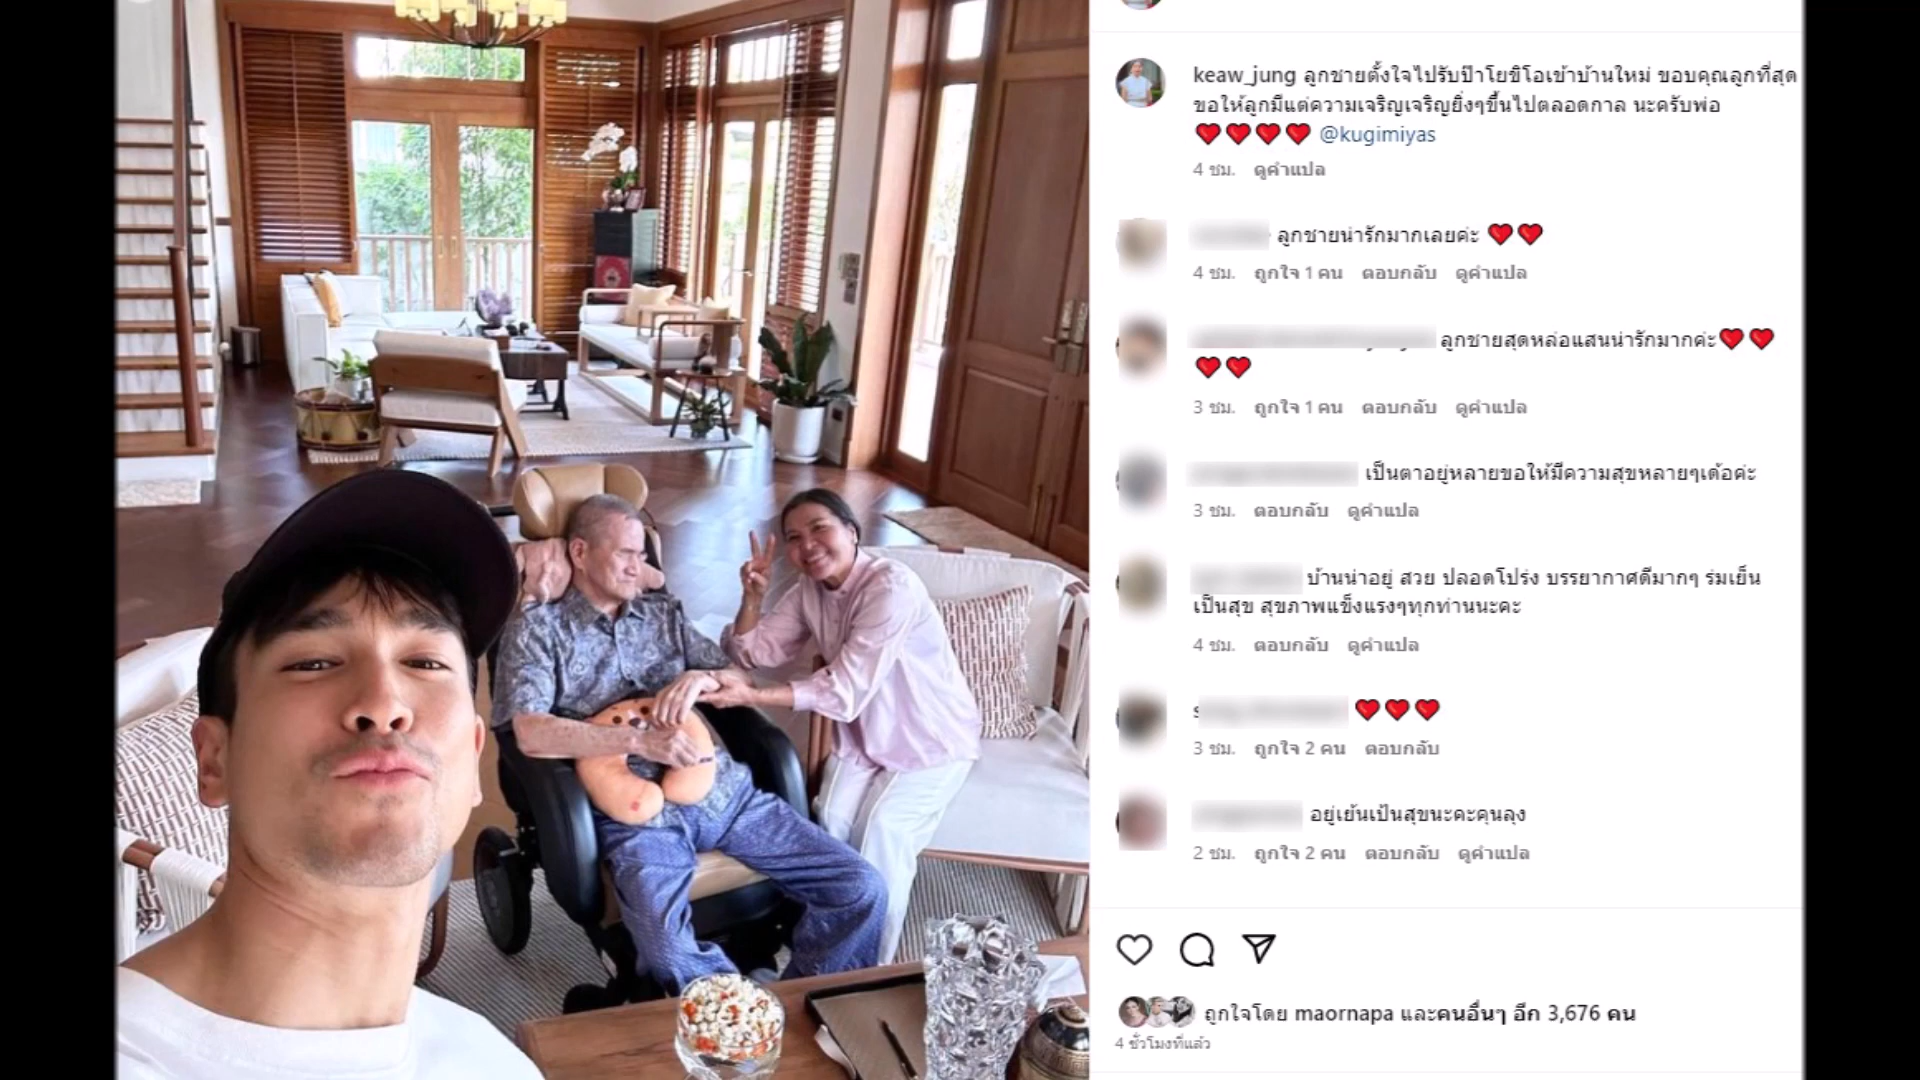 keaw_jung ลูกชายตั้งใจไปรับป๊าโยชิโอเข้าบ้านใหม่ ขอบคุณลูกที่สุด
ขอให้ลูกมีแต่ความเจริญเจริญยิ่งๆขึ้นไปตลอดกาล นะครับพ่อ
❤️❤️❤️❤️ @kugimiyas
4 ชม. ดูคำแปล
ลูกชายน่ารักมากเลยค่ะ ❤️❤️
4 ชม. ถูกใจ 1 คน ตอบกลับ ดูคำแปล
ลูกชายสุดหล่อแสนน่ารักมากค่ะ❤️❤️
❤️❤️
3 ชม. ถูกใจ 1 คน ตอบกลับ ดูคำแปล
เป็นตาอยู่หลายขอให้มีความสุขหลายๆเด้อค่ะ
3 ชม. ตอบกลับ ดูคำแปล
บ้านน่าอยู่ สวย ปลอดโปร่ง บรรยากาศดีมากๆ ร่มเย็น
เป็นสุข สุขภาพแข็งแรงๆทุกท่านนะคะ
4 ชม. ตอบกลับ ดูคำแปล
❤️❤️❤️
3 ชม. ถูกใจ 2 คน ตอบกลับ
อยู่เย้นเป้นสุขนะคะคุนลุง
2 ชม. ถูกใจ 2 คน ตอบกลับ ดูคำแปล
ถูกใจโดย maornapa และคนอื่นๆ อีก 3,676 คน
4 ชั่วโมงที่แล้ว